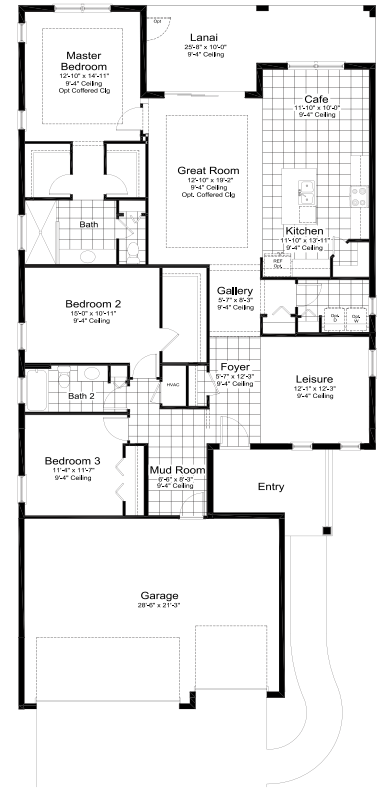 Opt
Lanai
25'-8" x 10'-0"
9'-4" Ceiling
Master
Bedroom
12'-10" x 14'-11"
9'-4" Ceiling
Opt Coffered Clg
Cafe
11'-10" x 10'-0"
9'-4" Ceiling
Great Room
12'-10" x 19'-2"
9'-4" Ceiling
Opt. Coffered Clg
Bath
Kitchen
11'-10" x 13'-11"
9'-4" Ceiling
REF
Opt.
Gallery
5'-7" x 8'-3"
9'-4" Ceiling
Bedroom 2
15'-0" x 10'-11"
9'-4" Ceiling
Opt.
D
Opt.
W
Foyer
5'-7" x 12'-3"
9'-4" Ceiling
Leisure
12'-1" x 12'-3"
9'-4" Ceiling
HVAC
Bath 2
Bedroom 3
11'-4" x 11'-7"
9'-4" Ceiling
Mud Room
6'-6" x 8'-3"
9'-4" Ceiling
Entry
Garage
28'-6" x 21'-3"